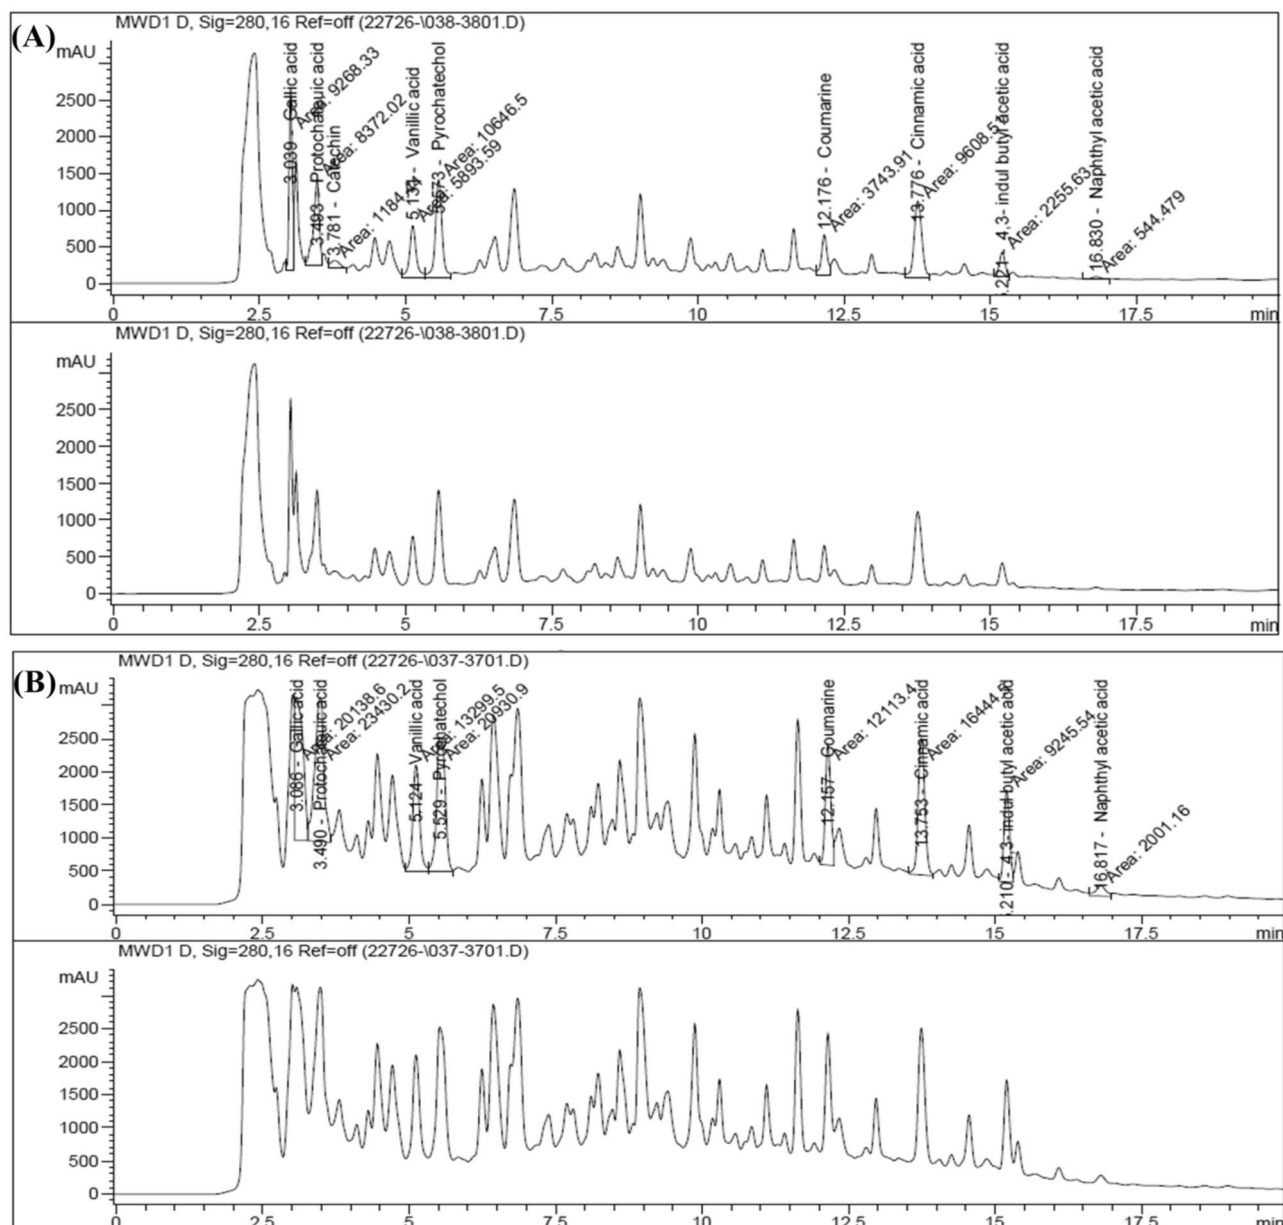 (A)
MWD1 D, Sig=280,16 Ref=off (22726-\038-3801.D)
mAU
2500
2000
1500
1000
500
0
3.039 - Gallic acid
Area: 9268.33
3.493 Protochatauic acid
Area: 8372.02
3.781 - Catechin
Area: 1184.
5.134 - Vanillic acid
Area: 5893.59
5.573 - Pyrochatechol
Area: 10646.5
12.176 - Coumarine
Area: 3743.91
13.776 - Cinnamic acid
Area: 9608.51
4,3- indul butyl acetic acid
Area: 2255.63
16.830 - Naphthyl acetic acid
Area: 544.479
0 2.5 5 7.5 10 12.5 15 17.5 min
MWD1 D, Sig=280,16 Ref=off (22726-\038-3801.D)
mAU
2500
2000
1500
1000
500
0
0 2.5 5 7.5 10 12.5 15 17.5 min
(B)
MWD1 D, Sig=280,16 Ref=off (22726-\037-3701.D)
mAU
2500
2000
1500
1000
500
0
3.086 - Gallic acid
Area: 20138.6
3.490 - Protochatauic acid
Area: 23430.2
5.124 - Vanillic acid
Area: 13299.5
5.529 - Pyrochatechol
Area: 20930.9
12.157 - Coumarine
Area: 12113.4
13.753 - Cinnamic acid
Area: 16444.
.210 - 4,3-indul butyl acetic acid
Area: 9245.54
16.817 - Naphthyl acetic acid
Area: 2001.16
0 2.5 5 7.5 10 12.5 15 17.5 min
MWD1 D, Sig=280,16 Ref=off (22726-\037-3701.D)
mAU
2500
2000
1500
1000
500
0
0 2.5 5 7.5 10 12.5 15 17.5 min